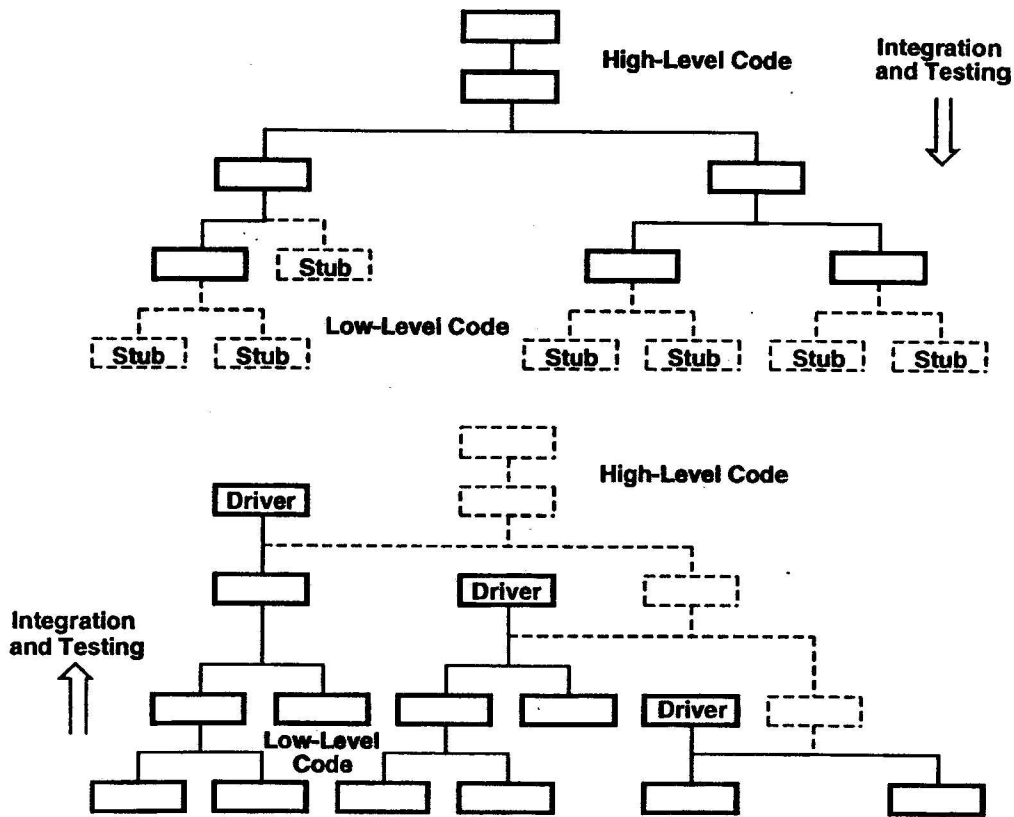 High-Level Code
Integration
and Testing
Stub
Low-Level Code
Stub
Stub
Stub
Stub
Stub
Stub
High-Level Code
Driver
Driver
Integration
and Testing
Driver
Low-Level
Code